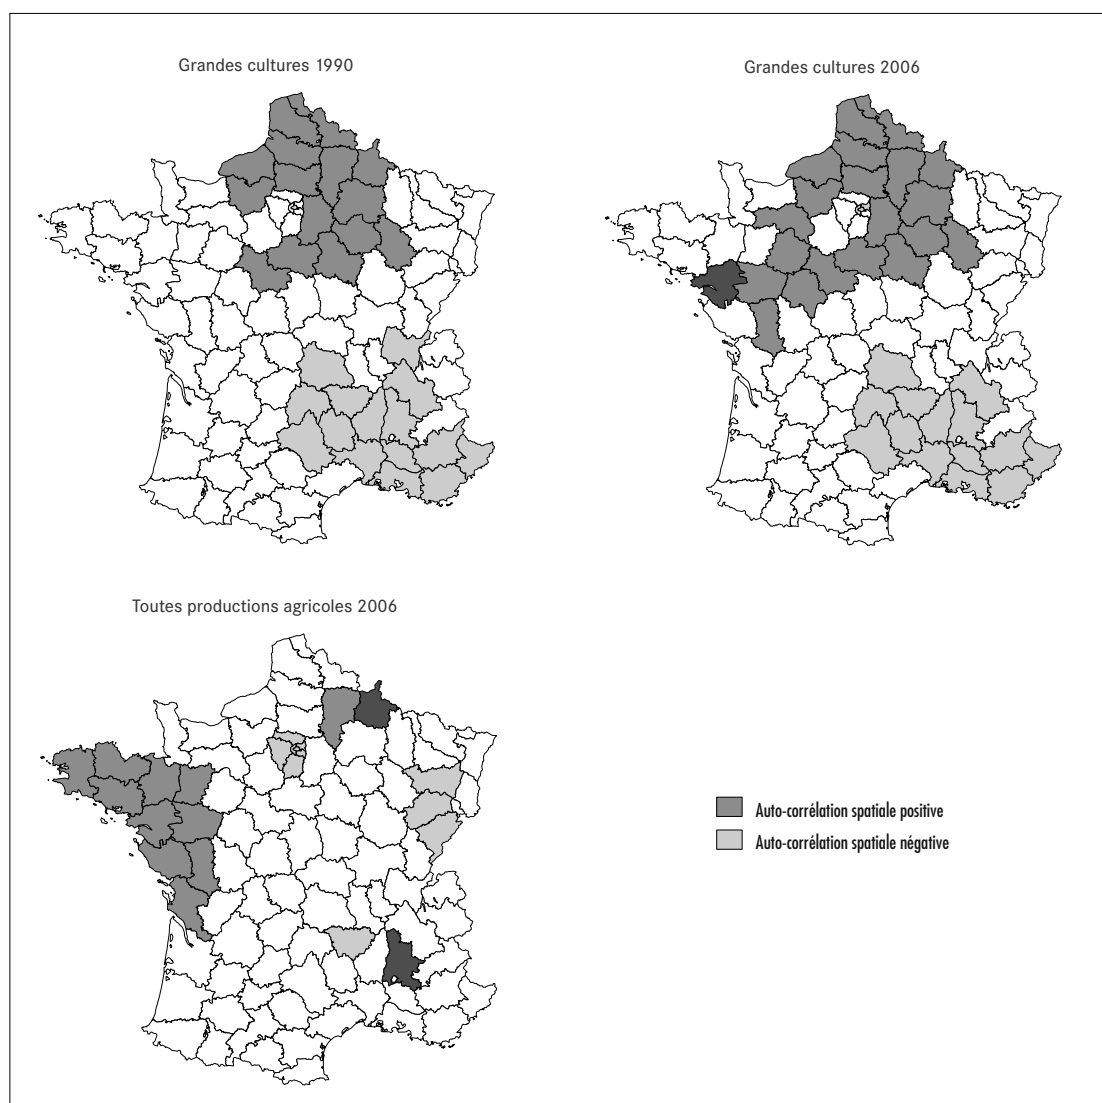 Grandes cultures 1990
Grandes cultures 2006
Toutes productions agricoles 2006
Auto-corrélation spatiale positive
Auto-corrélation spatiale négative